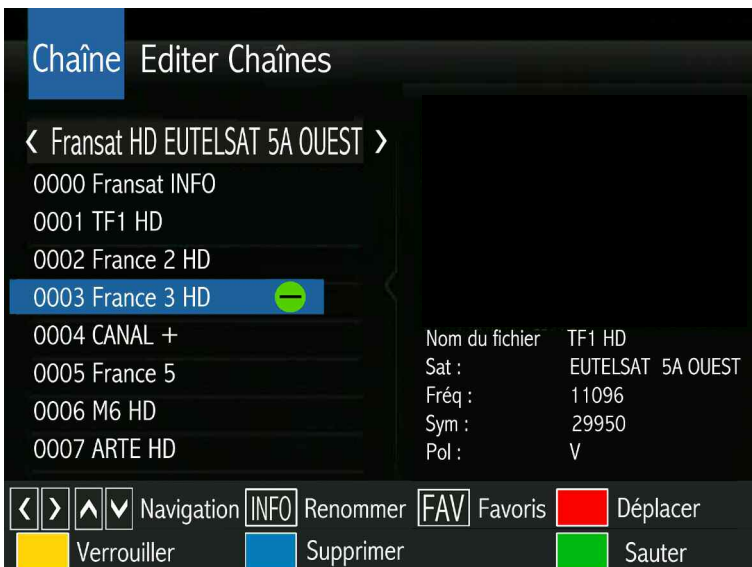 Chaîne Editer Chaînes
< Fransat HD EUTELSAT 5A OUEST >
0000 Fransat INFO
0001 TF1 HD
0002 France 2 HD
0003 France 3 HD
0004 CANAL +
0005 France 5
0006 M6 HD
0007 ARTE HD
Nom du fichier TF1 HD
Sat : EUTELSAT 5A OUEST
Fréq : 11096
Sym : 29950
Pol : V
Navigation INFO Renommer FAV Favoris Déplacer
Verrouiller Supprimer Sauter